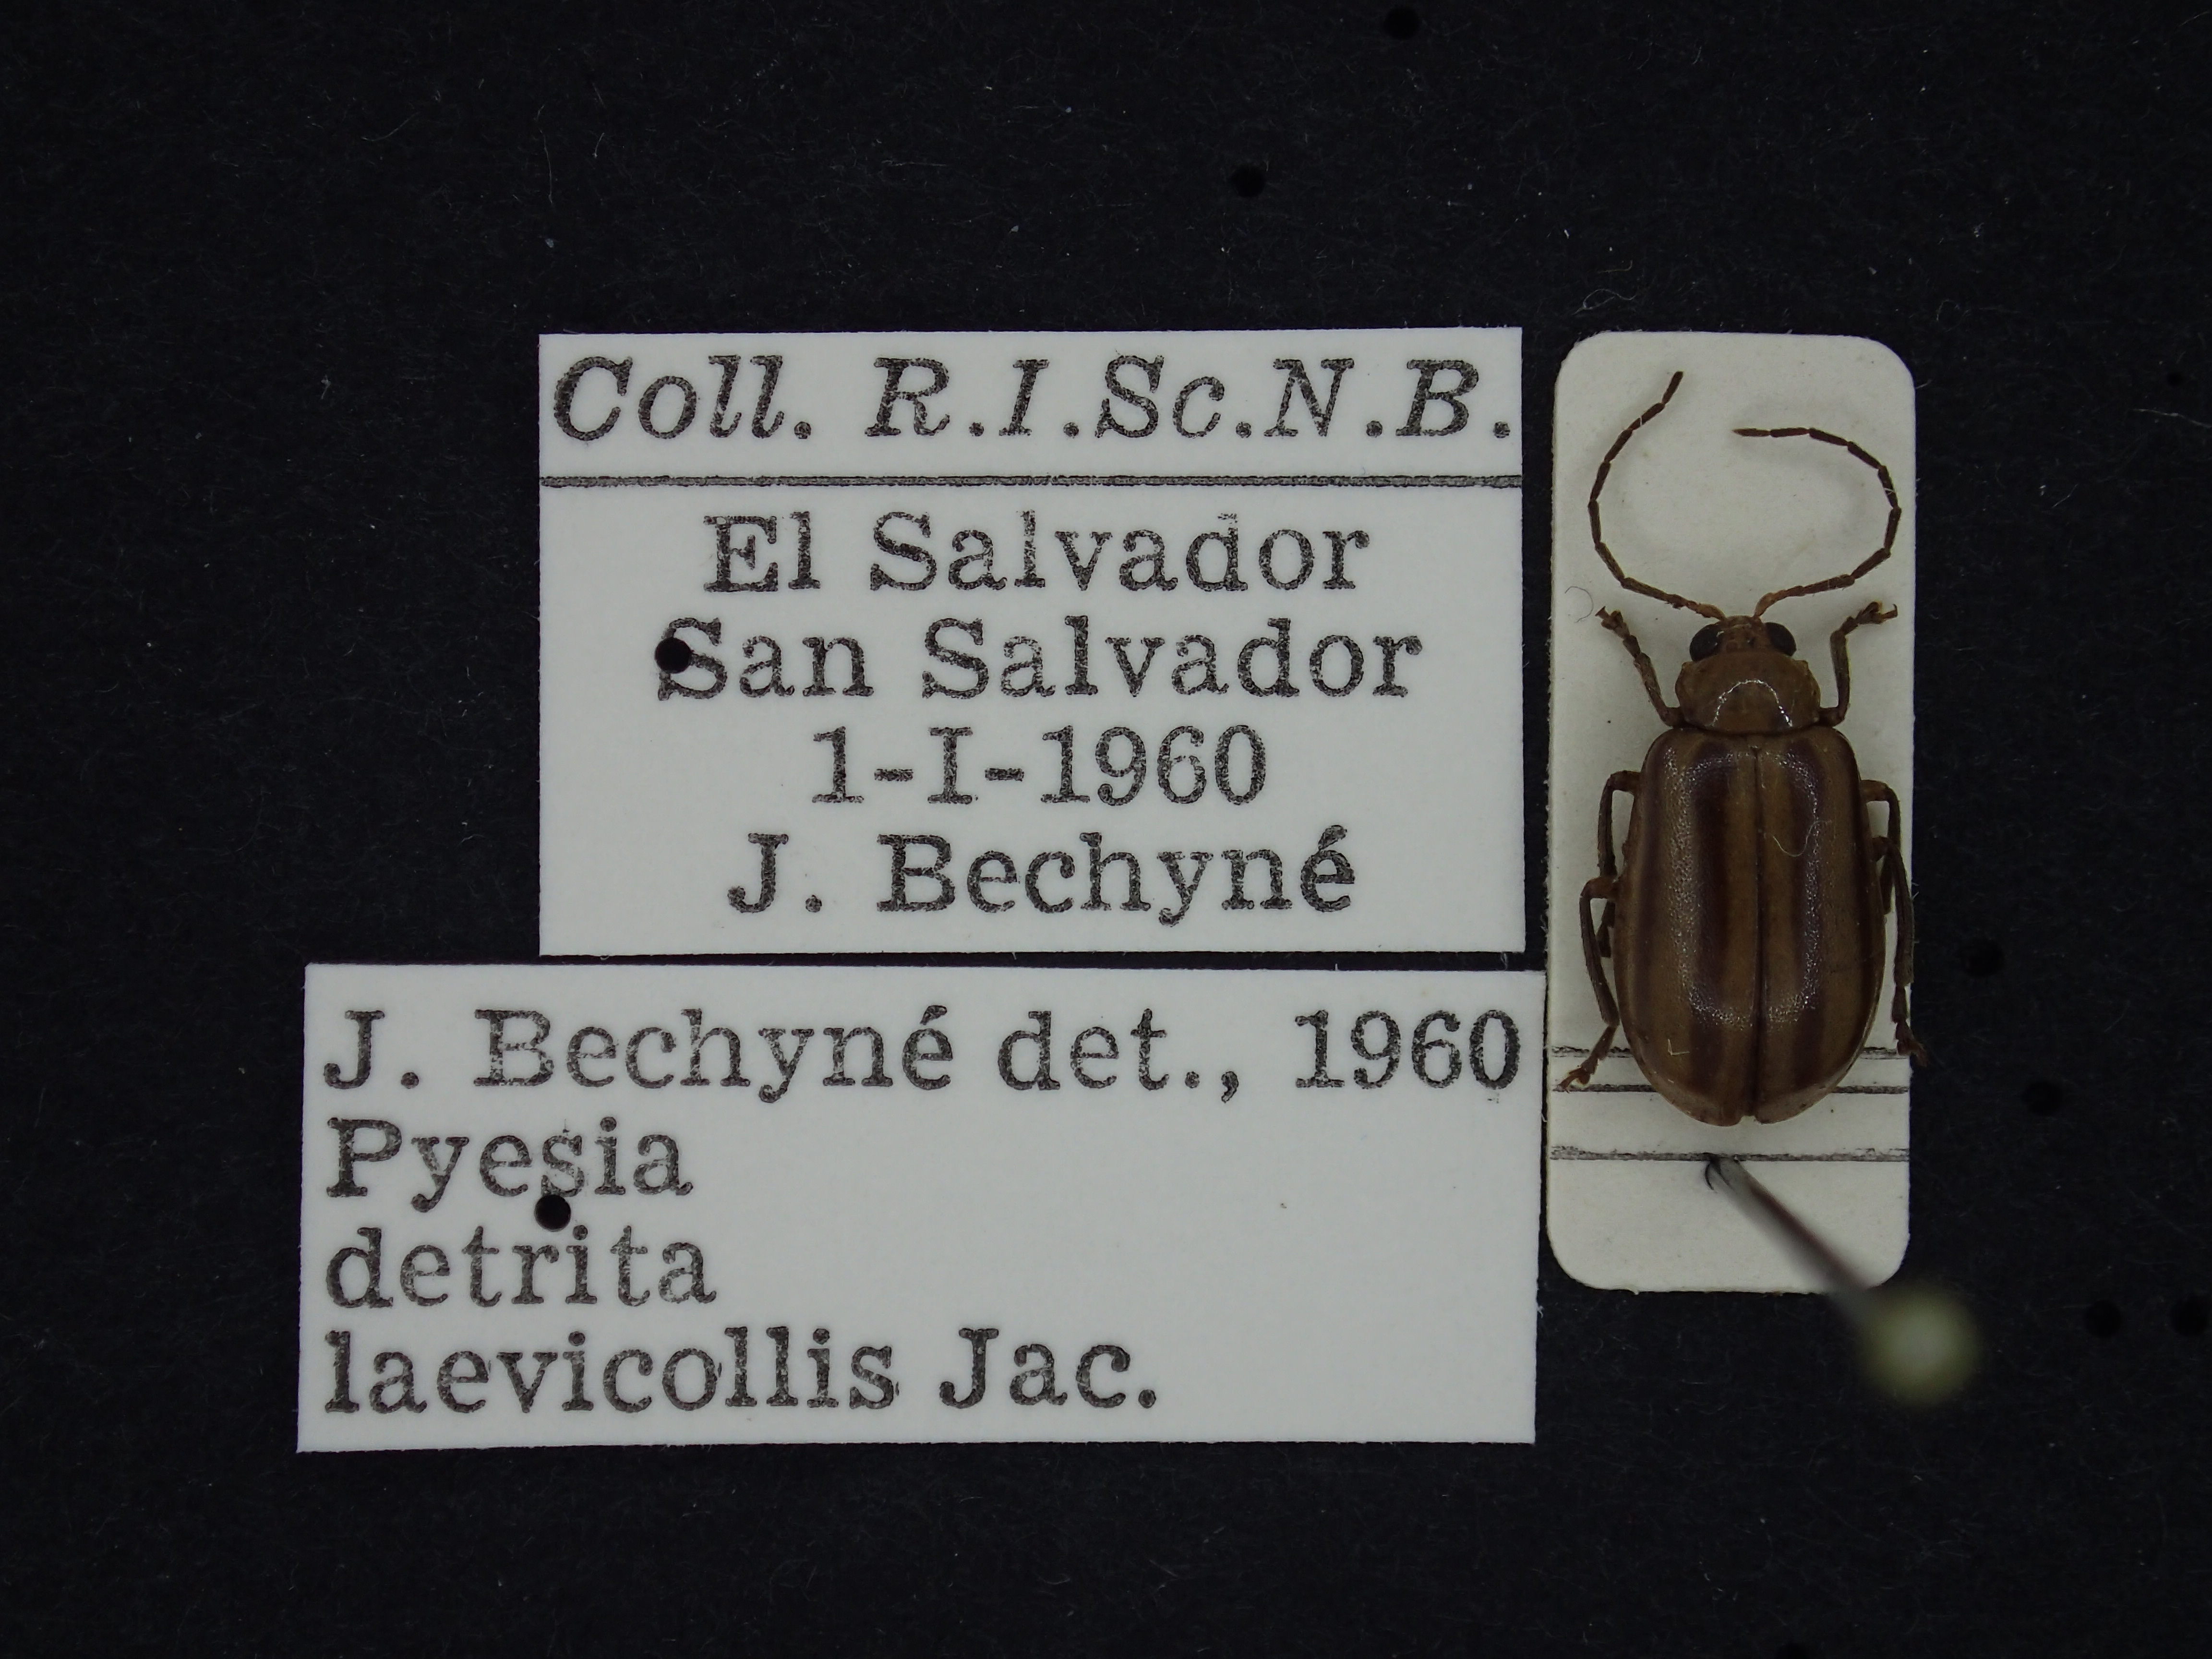 Coll. R.I.Sc.N.B.
El Salvador
San Salvador
1-I-1960
J. Bechyné
J. Bechyné det., 1960
Pyesia
detrita
laevicollis Jac.